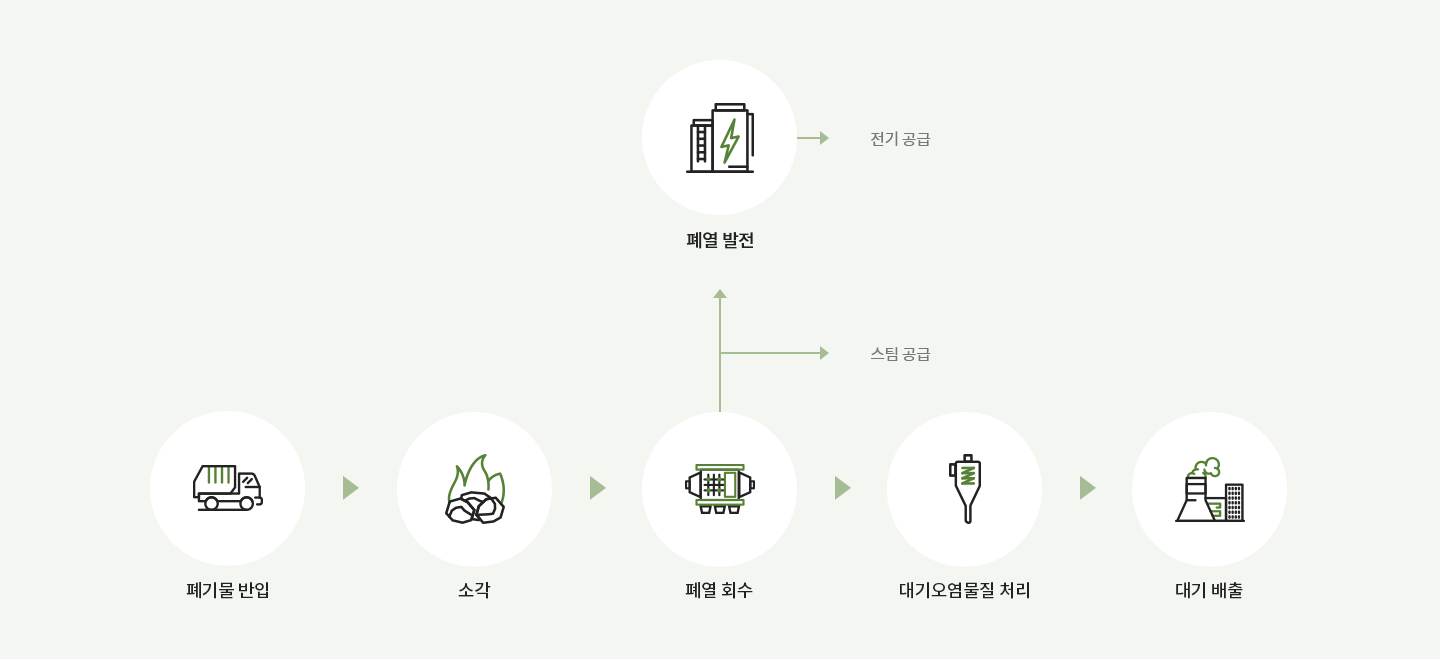 전기 공급
폐열 발전
스팀 공급
폐기물 반입
소각
폐열 회수
대기오염물질 처리
대기 배출